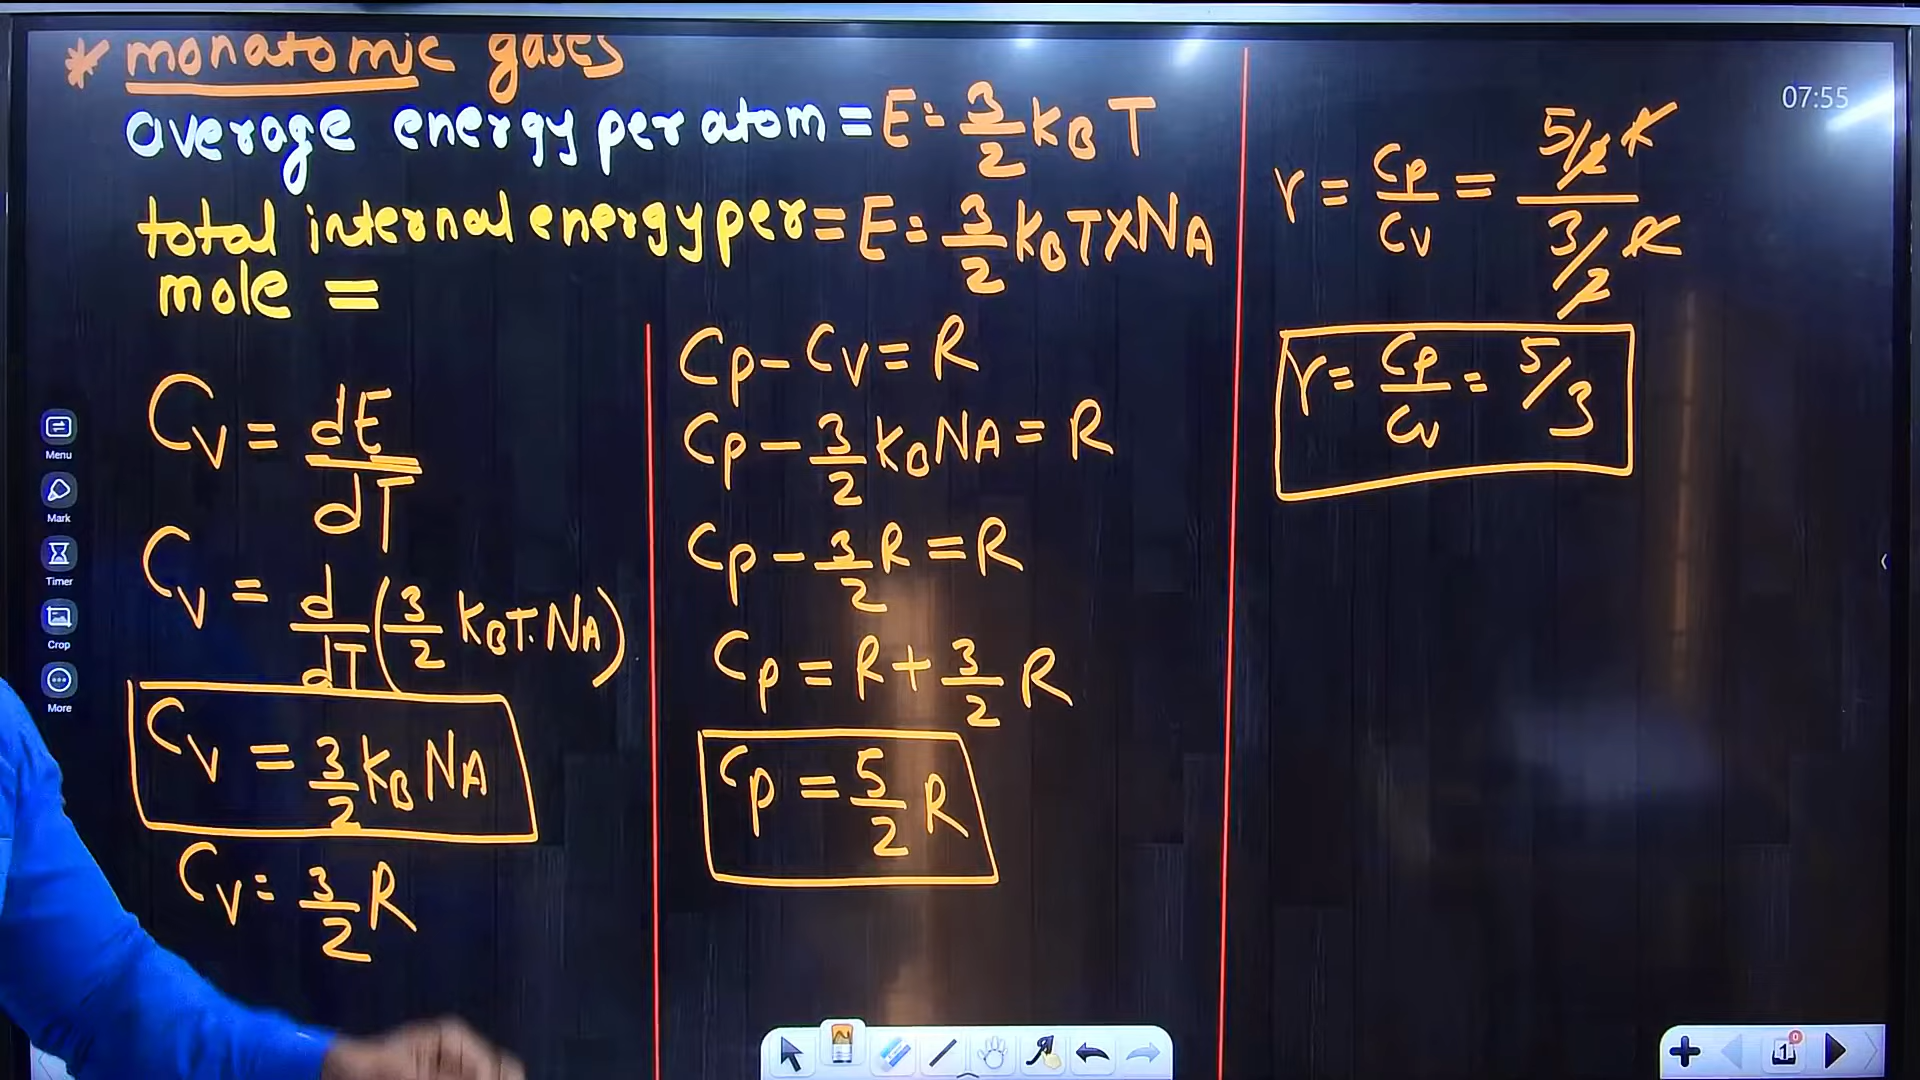 * monatomic gases
average energy per atom = E = 3/2 KB T
total internal energy per = E = 3/2 KB T X NA
mole =
CV = dE/dT
CV = d/dT (3/2 KBT. NA)
CV = 3/2 KB NA
CV = 3/2 R
CP - CV = R
CP - 3/2 KB NA = R
CP - 3/2 R = R
CP = R + 3/2 R
CP = 5/2 R
07:55
γ = CP/CV = 5/2 R / 3/2 R
γ = CP/CV = 5/3
Menu
Mark
Timer
Crop
More
1
0